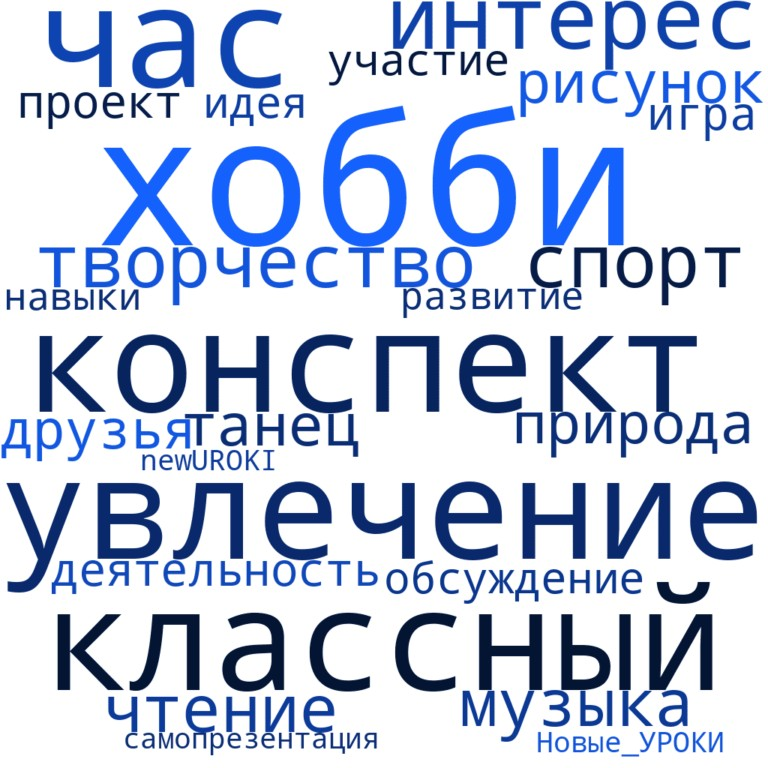 час
интерес
участие
проект
идея
рисунок
игра
хобби
творчество
спорт
навыки
развитие
конспект
друзья
танец
природа
newUROKI
увлечение
деятельность
обсуждение
классный
чтение
музыка
самопрезентация
Новые_УРОКИ